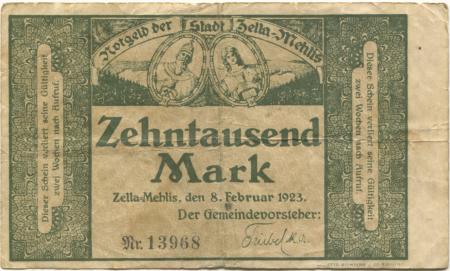 Notgeld der Stadt Zella-Mehlis
Dieser Schein verliert seine Gültigkeit
zwei Wochen nach Aufruf.
Zehntausend
Mark
Zella-Mehlis, den 8. Februar 1923.
Der Gemeindevorsteher:
Nr. 13968
Dieser Schein verliert seine Gültigkeit
zwei Wochen nach Aufruf.